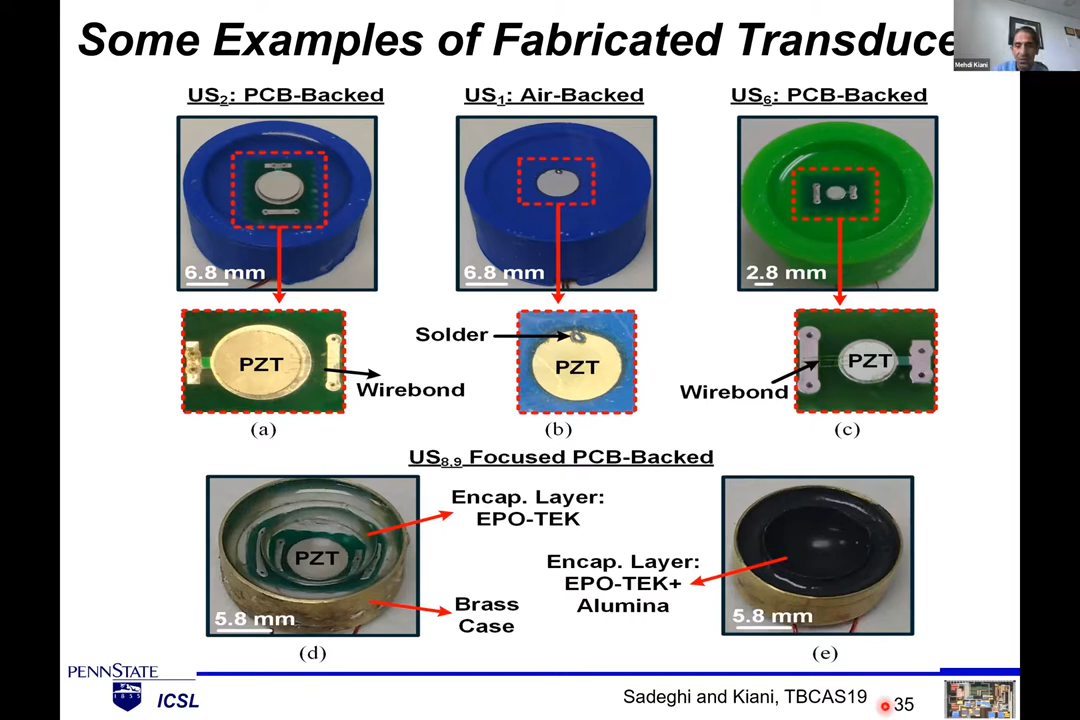 Some Examples of Fabricated Transduce
Mehdi Kiani
US2: PCB-Backed
US1: Air-Backed
US6: PCB-Backed
6.8 mm
6.8 mm
2.8 mm
PZT
Wirebond
Solder
PZT
Wirebond
PZT
(a)
(b)
(c)
US8,9 Focused PCB-Backed
PZT
Encap. Layer:
EPO-TEK
Brass
Case
5.8 mm
Encap. Layer:
EPO-TEK+
Alumina
5.8 mm
(d)
(e)
PENNSTATE
1855
ICSL
Sadeghi and Kiani, TBCAS19
35